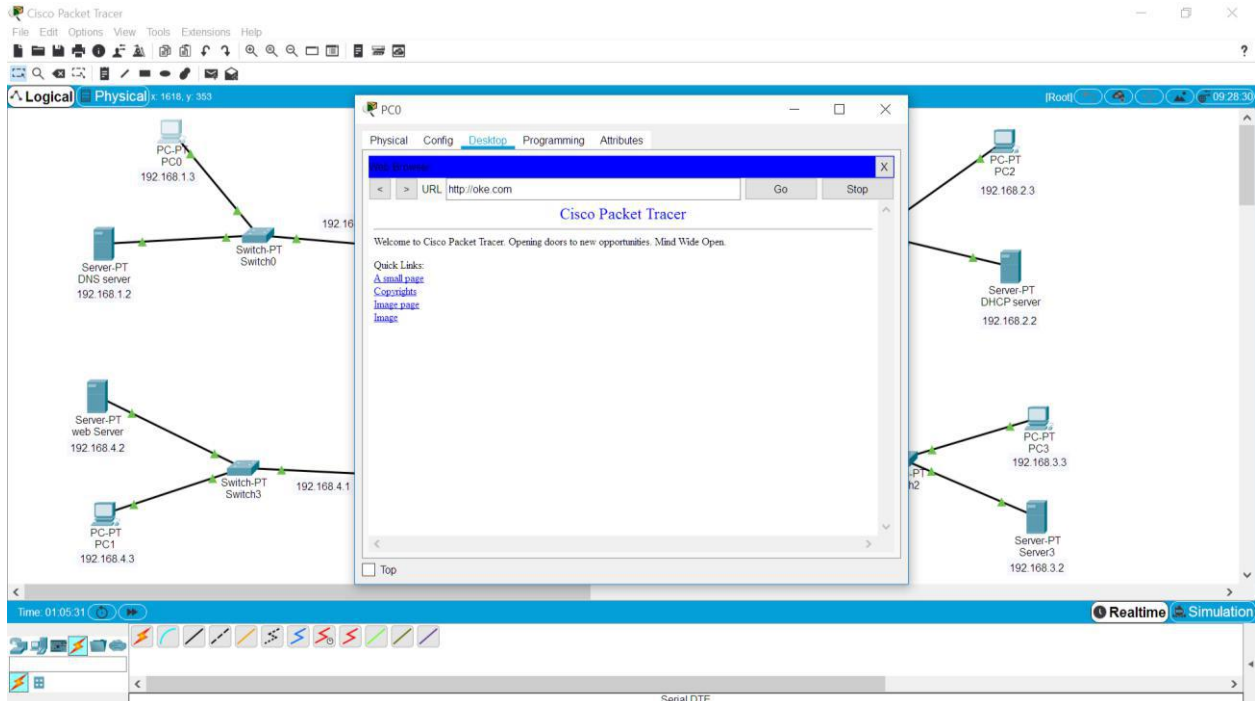 Cisco Packet Tracer
File Edit Options View Tools Extensions Help
?
Logical Physical x: 1618, y: 353
[Root] 09:28:30
PC0
Physical Config Desktop Programming Attributes
X
< > URL http://oke.com Go Stop
Cisco Packet Tracer
Welcome to Cisco Packet Tracer. Opening doors to new opportunities. Mind Wide Open.
Quick Links:
A small page
Copyrights
Image page
Image
Top
PC-PT
PC0
192.168.1.3
Server-PT
DNS server
192.168.1.2
Switch-PT
Switch0
192.16
Server-PT
web Server
192.168.4.2
Switch-PT
Switch3
192.168.4.1
PC-PT
PC1
192.168.4.3
PC-PT
PC2
192.168.2.3
Server-PT
DHCP server
192.168.2.2
PC-PT
PC3
192.168.3.3
-PT
h2
Server-PT
Server3
192.168.3.2
Time: 01:05:31
Realtime Simulation
Serial DTE